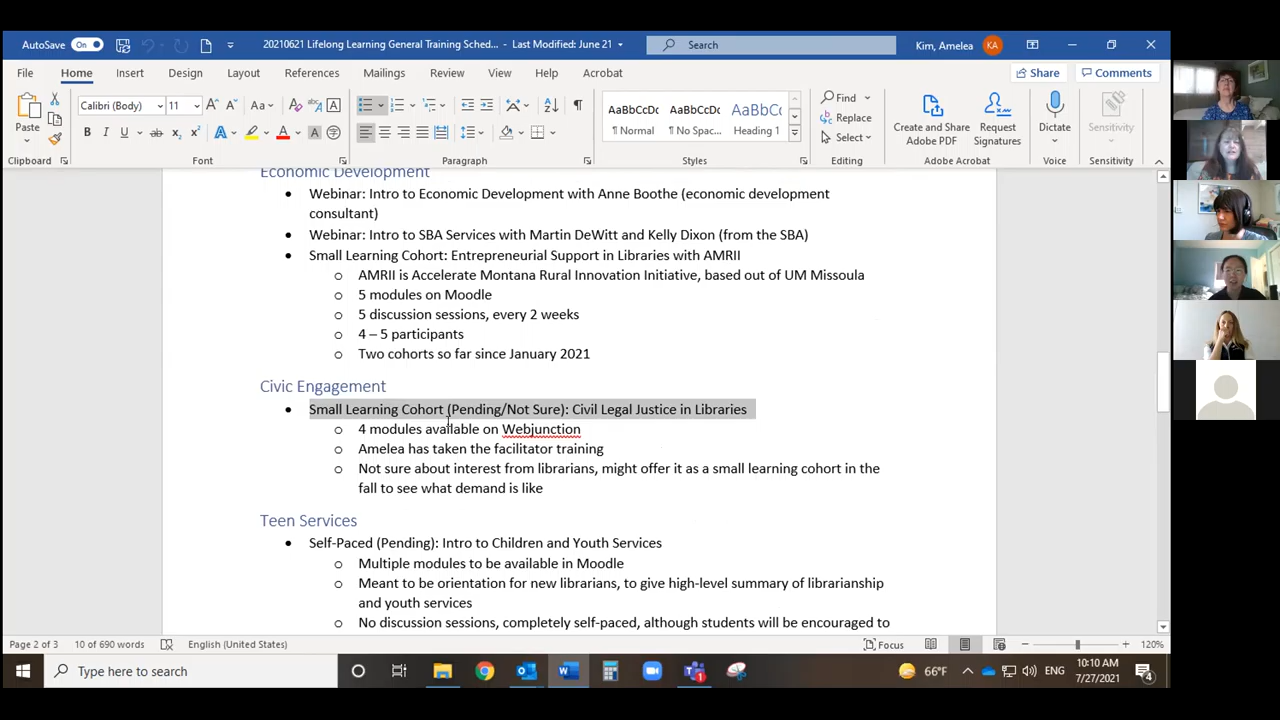 AutoSave On 20210621 Lifelong Learning General Training Sched... - Last Modified: June 21 Search Kim, Amelea KA
File Home Insert Design Layout References Mailings Review View Help Acrobat Share Comments
Calibri (Body) 11 A A Aa A AaBbCcDc AaBbCcDc AaBbCc Find
Paste B I U ab x₂ x² A A ¶ Normal ¶ No Spac... Heading 1 Replace Select Create and Share Adobe PDF Request Signatures Dictate Sensitivity
Clipboard Font Paragraph Styles Editing Adobe Acrobat Voice Sensitivity
Economic Development
• Webinar: Intro to Economic Development with Anne Boothe (economic development
consultant)
• Webinar: Intro to SBA Services with Martin DeWitt and Kelly Dixon (from the SBA)
• Small Learning Cohort: Entrepreneurial Support in Libraries with AMRII
o AMRII is Accelerate Montana Rural Innovation Initiative, based out of UM Missoula
o 5 modules on Moodle
o 5 discussion sessions, every 2 weeks
o 4 – 5 participants
o Two cohorts so far since January 2021
Civic Engagement
• Small Learning Cohort (Pending/Not Sure): Civil Legal Justice in Libraries
o 4 modules available on Webjunction
o Amelea has taken the facilitator training
o Not sure about interest from librarians, might offer it as a small learning cohort in the
fall to see what demand is like
Teen Services
• Self-Paced (Pending): Intro to Children and Youth Services
o Multiple modules to be available in Moodle
o Meant to be orientation for new librarians, to give high-level summary of librarianship
and youth services
o No discussion sessions, completely self-paced, although students will be encouraged to
Page 2 of 3 10 of 690 words English (United States) Focus 120%
Type here to search 66°F ENG 10:10 AM
7/27/2021 4